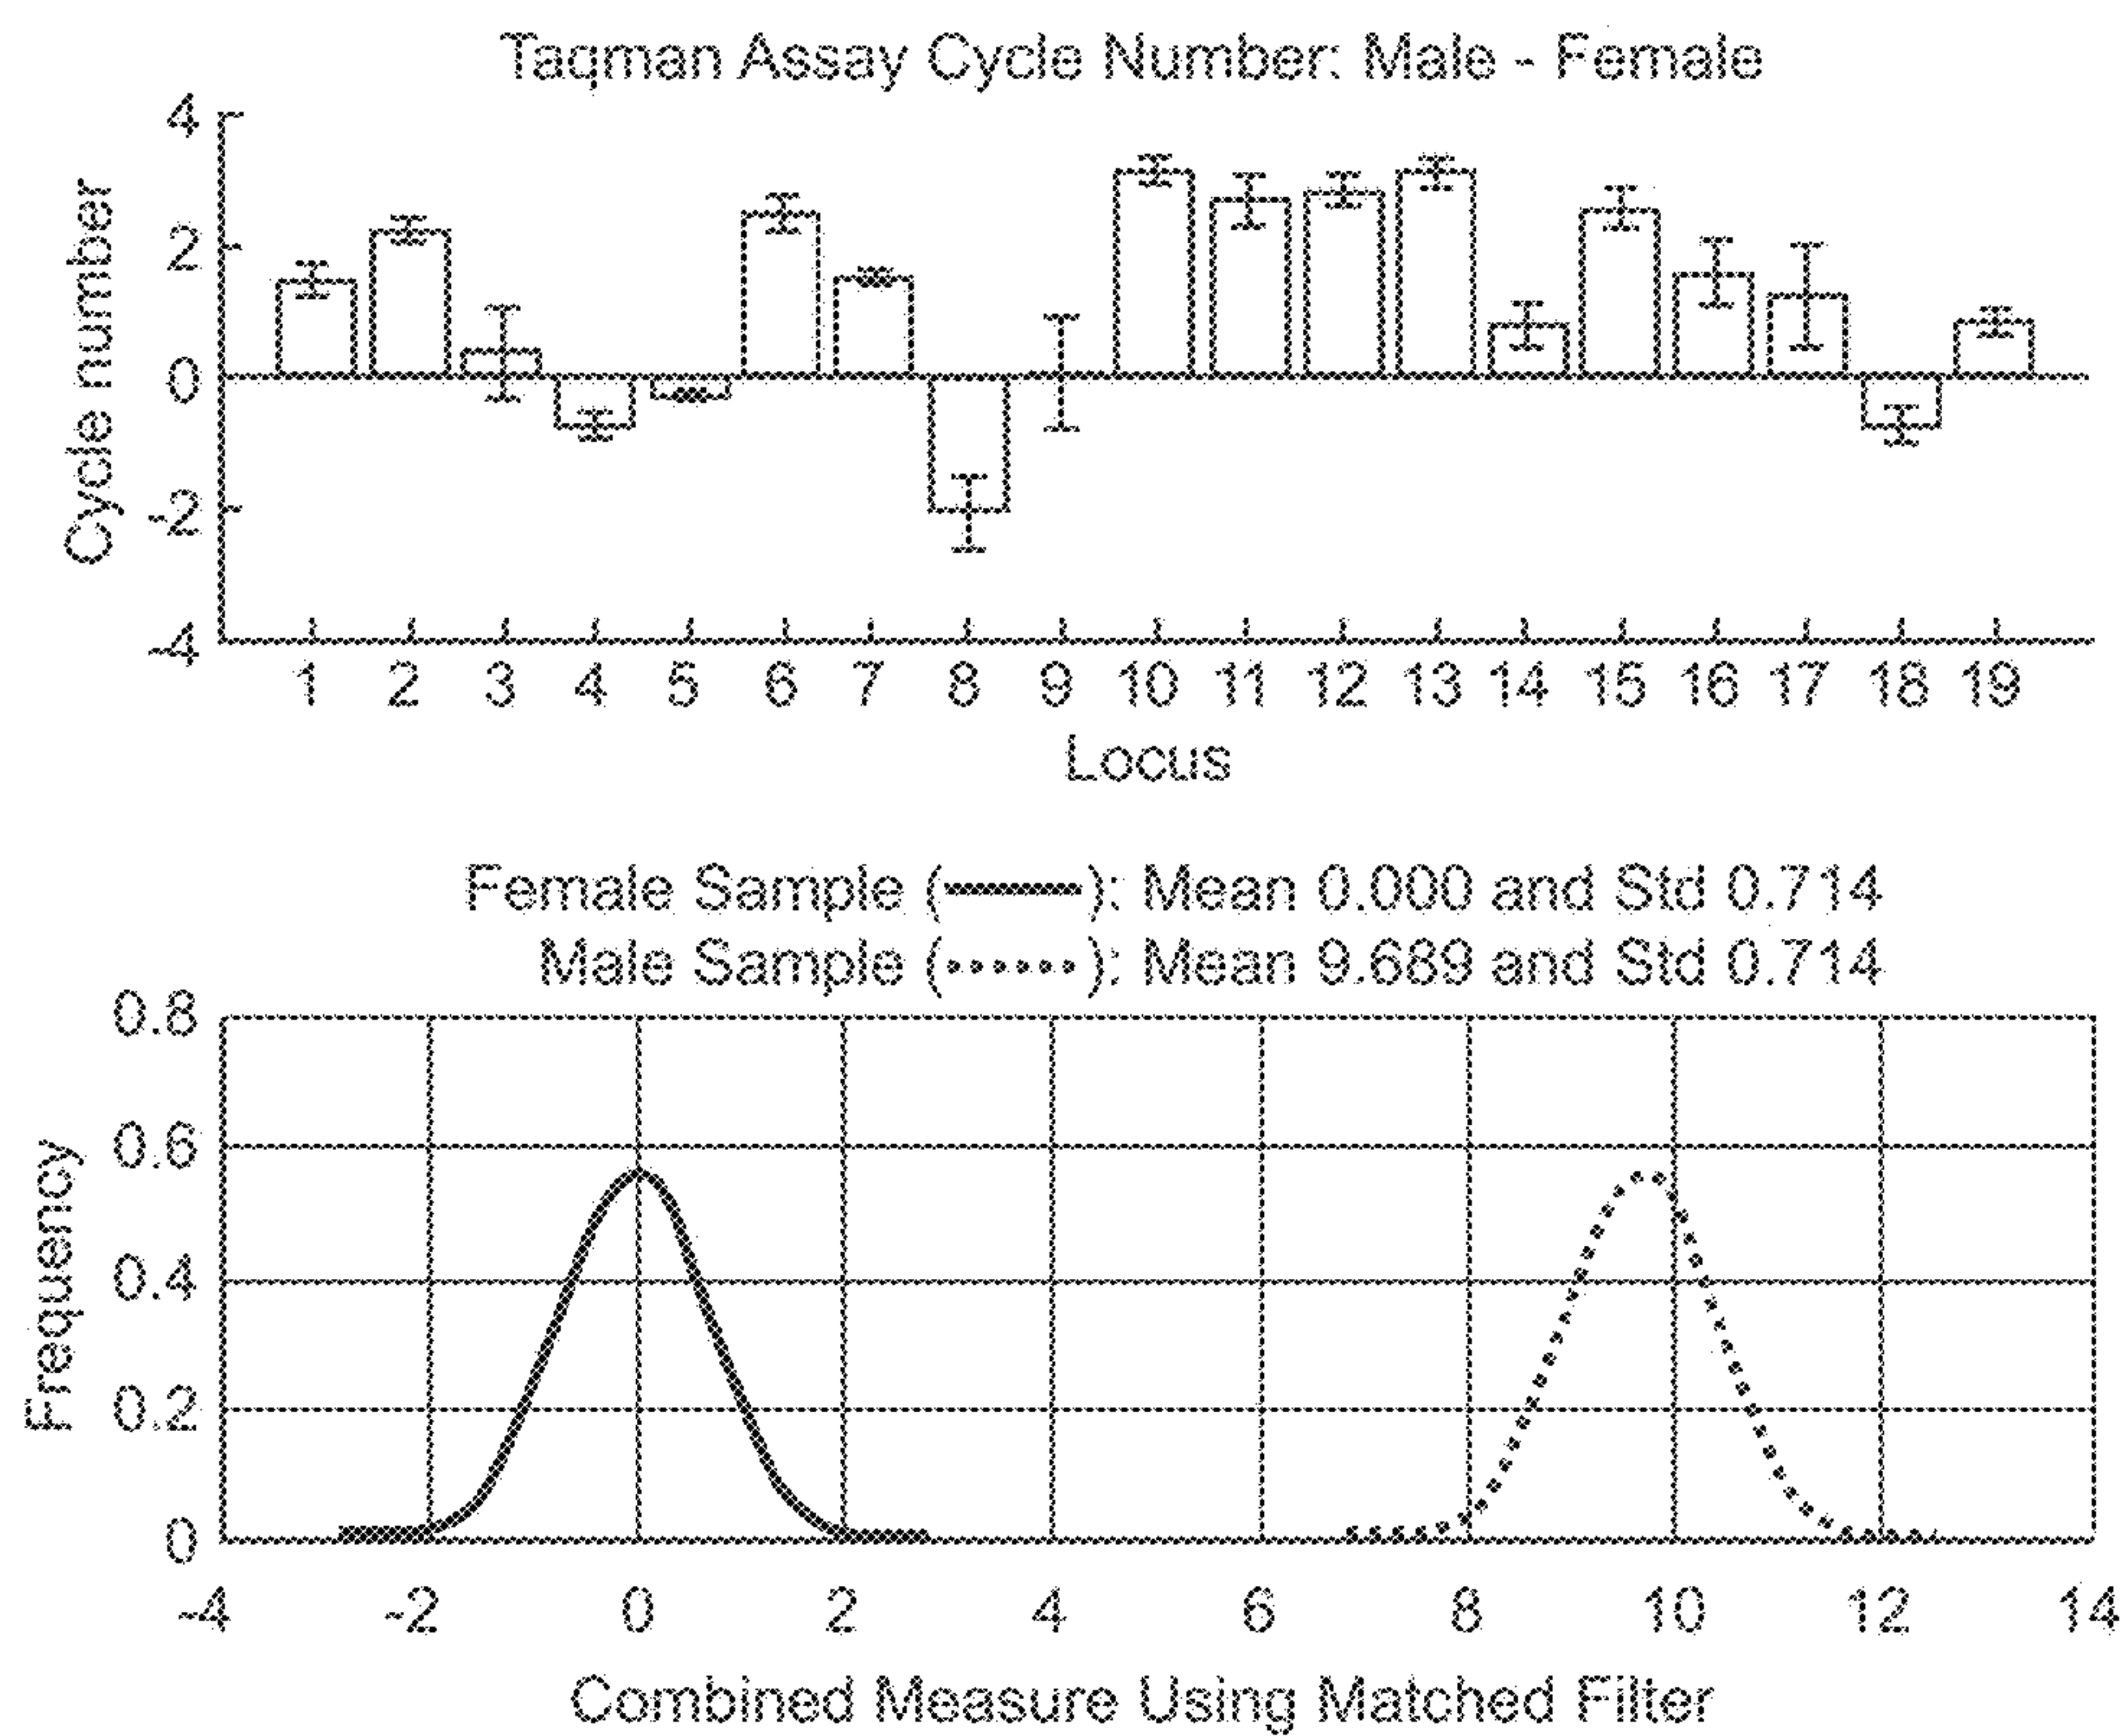 Taqman Assay Cycle Number: Male - Female
4
2
0
-2
-4
Cycle number
1 2 3 4 5 6 7 8 9 10 11 12 13 14 15 16 17 18 19
Locus
Female Sample (): Mean 0.000 and Std 0.714
Male Sample (......): Mean 9.689 and Std 0.714
0.8
0.6
0.4
0.2
0
Frequency
-4 -2 0 2 4 6 8 10 12 14
Combined Measure Using Matched Filter